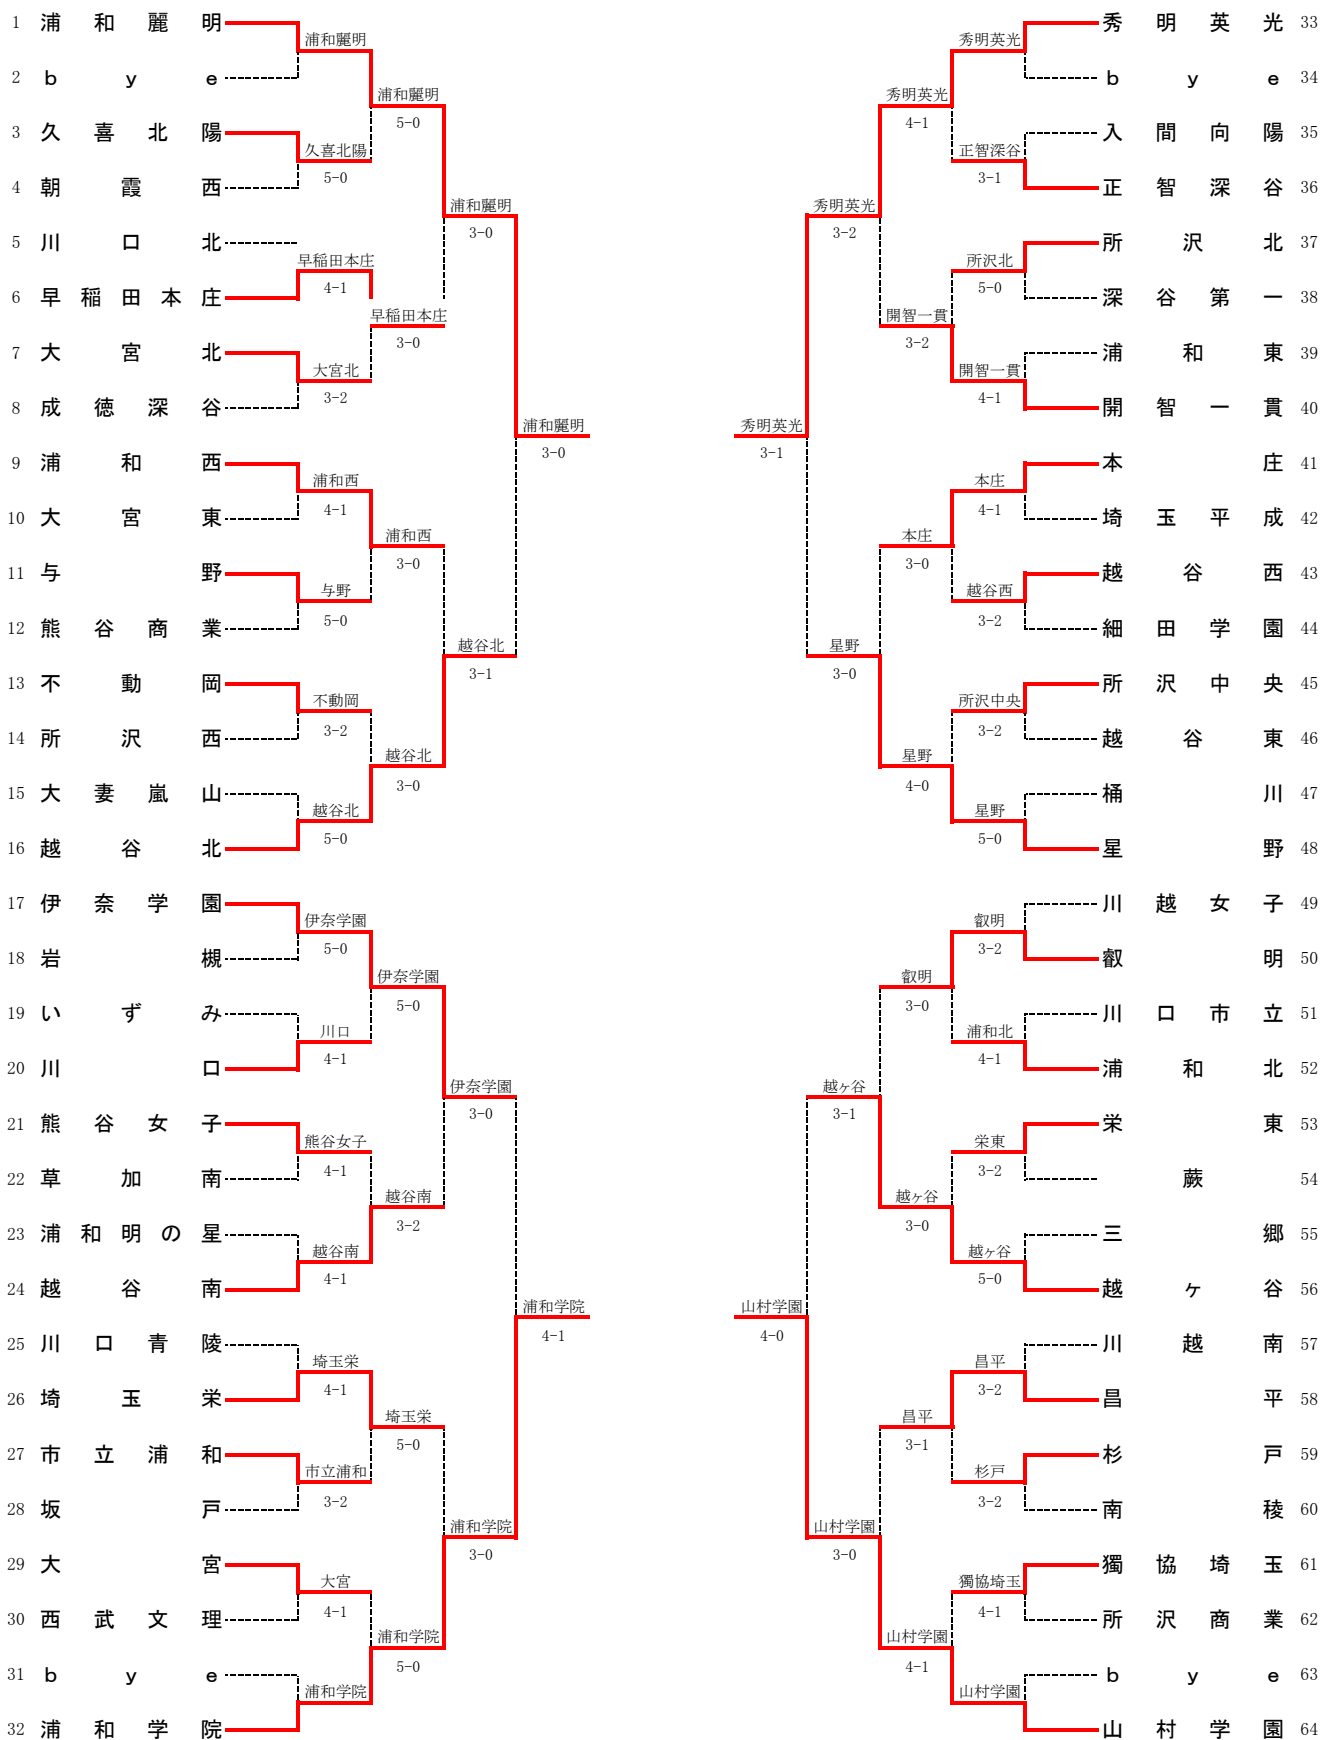 1 浦和麗明
2 bye
3 久喜北陽
4 朝霞西
5 川口北
6 早稲田本庄
7 大宮北
8 成徳深谷
9 浦和西
10 大宮東
11 与野
12 熊谷商業
13 不動岡
14 所沢西
15 大妻嵐山
16 越谷北
17 伊奈学園
18 岩槻
19 いずみ
20 川口
21 熊谷女子
22 草加南
23 浦和明の星
24 越谷南
25 川口青陵
26 埼玉栄
27 市立浦和
28 坂戸
29 大宮
30 西武文理
31 bye
32 浦和学院
浦和麗明
久喜北陽
5-0
早稲田本庄
4-1
大宮北
3-2
浦和西
4-1
与野
5-0
不動岡
3-2
越谷北
5-0
伊奈学園
5-0
川口
4-1
熊谷女子
4-1
越谷南
4-1
埼玉栄
4-1
市立浦和
3-2
大宮
4-1
浦和学院
浦和麗明
5-0
早稲田本庄
3-0
浦和西
3-0
越谷北
3-0
伊奈学園
5-0
越谷南
3-2
埼玉栄
5-0
浦和学院
5-0
浦和麗明
3-0
越谷北
3-1
伊奈学園
3-0
浦和学院
3-0
浦和麗明
3-0
浦和学院
4-1
秀明英光
3-1
山村学園
4-0
秀明英光
3-2
星野
3-0
越ヶ谷
3-1
山村学園
3-0
秀明英光
4-1
開智一貫
3-2
本庄
3-0
星野
4-0
叡明
3-0
越ヶ谷
3-0
昌平
3-1
山村学園
4-1
秀明英光
正智深谷
3-1
所沢北
5-0
開智一貫
4-1
本庄
4-1
越谷西
3-2
所沢中央
3-2
星野
5-0
叡明
3-2
浦和北
4-1
栄東
3-2
越ヶ谷
5-0
昌平
3-2
杉戸
3-2
獨協埼玉
4-1
山村学園
秀明英光 33
bye 34
入間向陽 35
正智深谷 36
所沢北 37
深谷第一 38
浦和東 39
開智一貫 40
本庄 41
埼玉平成 42
越谷西 43
細田学園 44
所沢中央 45
越谷東 46
桶川 47
星野 48
川越女子 49
叡明 50
川口市立 51
浦和北 52
栄東 53
蕨 54
三郷 55
越ヶ谷 56
川越南 57
昌平 58
杉戸 59
南稜 60
獨協埼玉 61
所沢商業 62
bye 63
山村学園 64